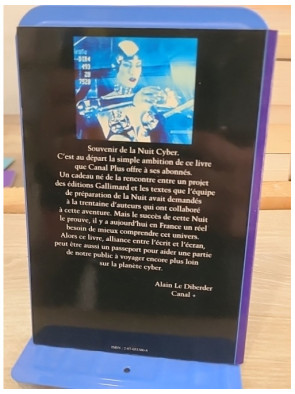 Souvenir de la Nuit Cyber.
C'est au départ la simple ambition de ce livre
que Canal Plus offre à ses abonnés.
Un cadeau né de la rencontre entre un projet
des éditions Gallimard et les textes que l'équipe
de préparation de la Nuit avait demandés
à la trentaine d'auteurs qui ont collaboré
à cette aventure. Mais le succès de cette Nuit
le prouve, il y a aujourd'hui en France un réel
besoin de mieux comprendre cet univers.
Alors ce livre, alliance entre l'écrit et l'écran,
peut être aussi un passeport pour aider une partie
de notre public à voyager encore plus loin
sur la planète cyber.
Alain Le Diberder
Canal +